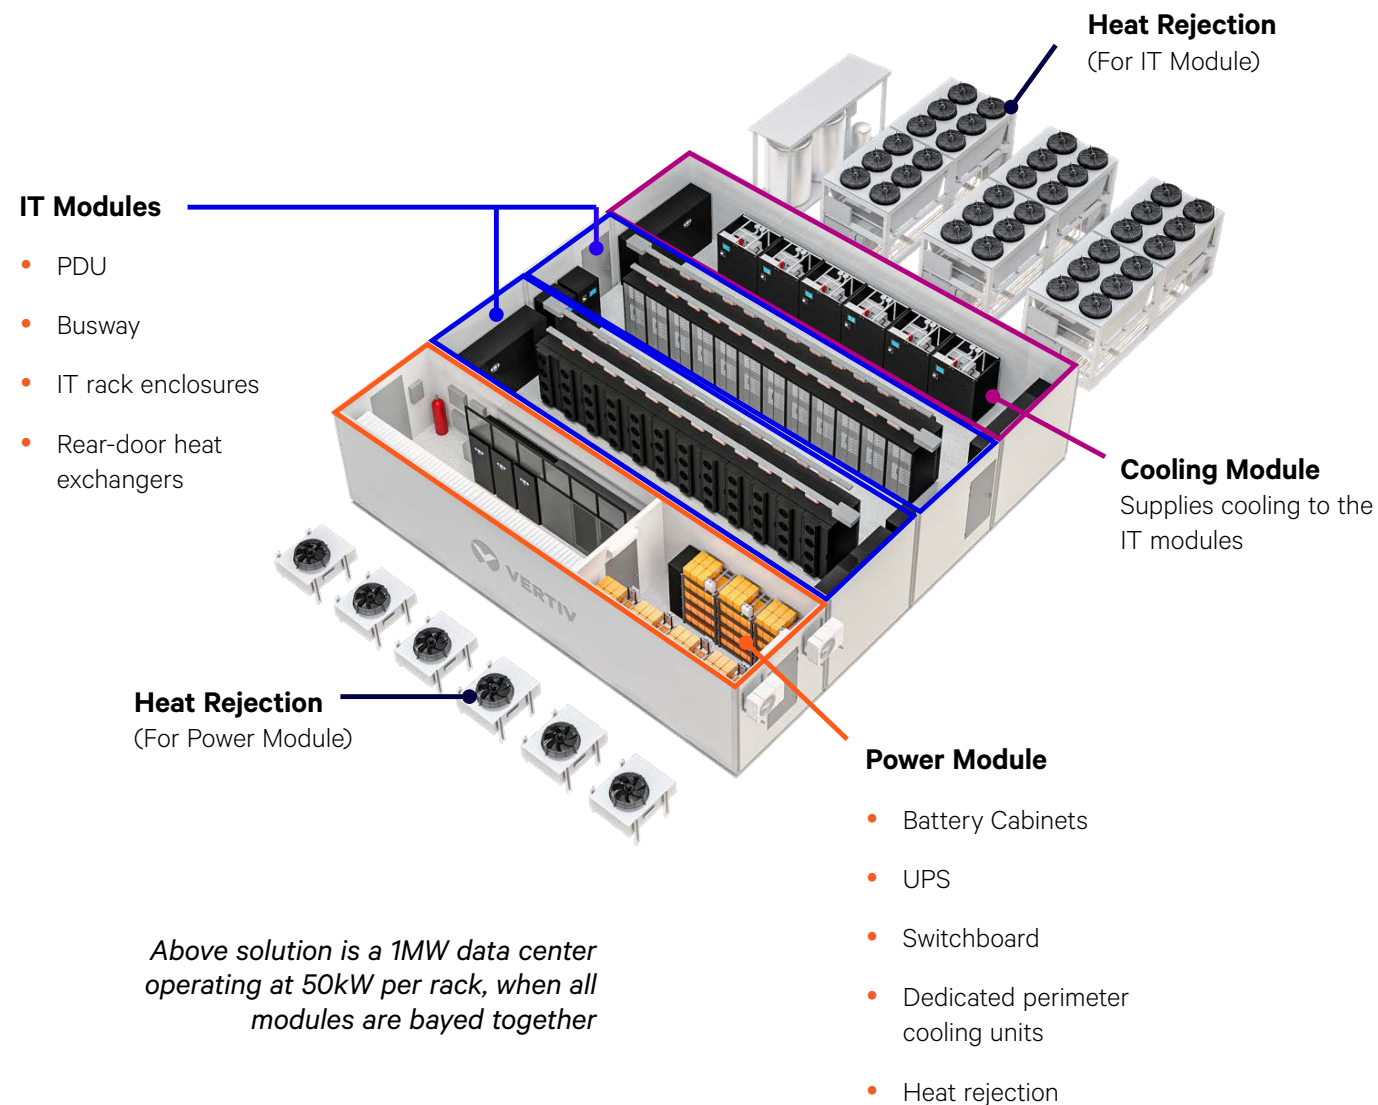 Heat Rejection
(For IT Module)
IT Modules
• PDU
• Busway
• IT rack enclosures
• Rear-door heat
exchangers
Cooling Module
Supplies cooling to the
IT modules
VERTIV
Heat Rejection
(For Power Module)
Power Module
• Battery Cabinets
• UPS
• Switchboard
• Dedicated perimeter
cooling units
• Heat rejection
Above solution is a 1MW data center
operating at 50kW per rack, when all
modules are bayed together